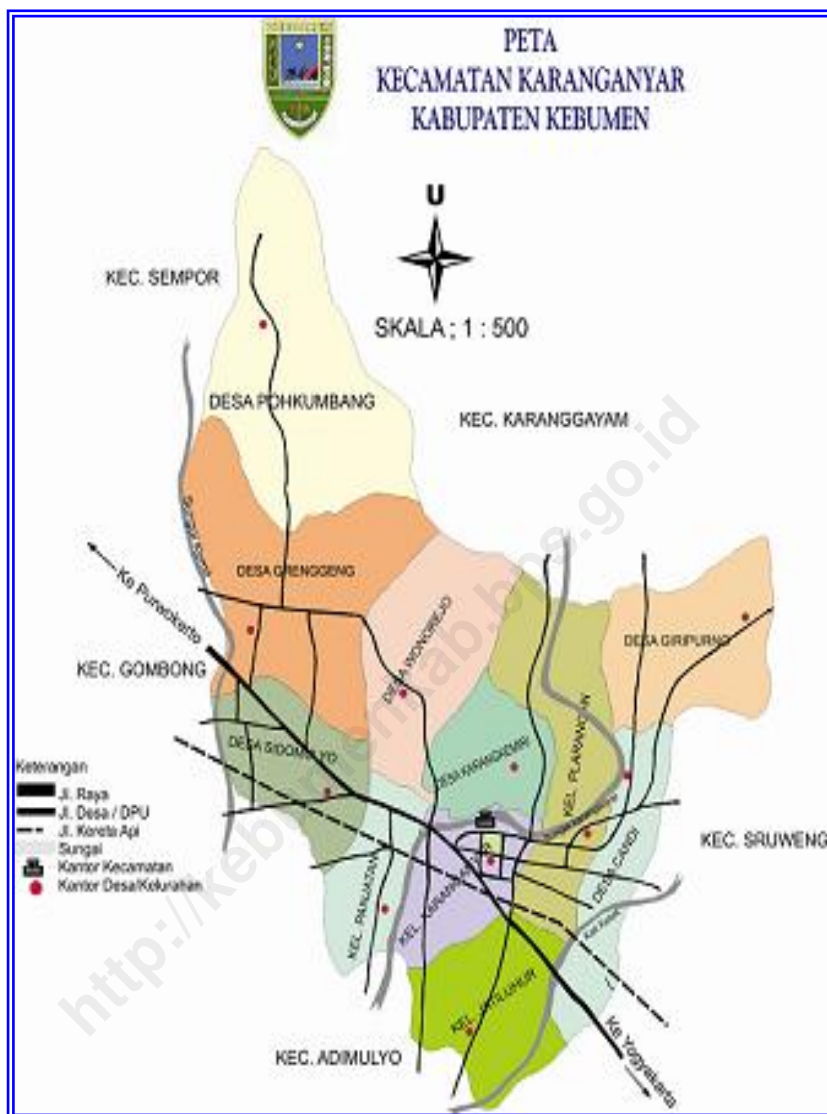 PETA
KECAMATAN KARANGANYAR
KABUPATEN KEBUMEN
U
SKALA ; 1 : 500
KEC. SEMPOR
DESA POHKUMBANG
KEC. KARANGGAYAM
Ke Purwokerto
DESA GRENGGENG
DESA WONOREJO
DESA GIRIPURNO
KEC. GOMBONG
DESA SIDOMULYO
DESA KARANGKEMIRI
KEL. PLARANGAN
Keterangan
Jl. Raya
Jl. Desa / DPU
Jl. Kereta Api
Sungai
Kantor Kecamatan
Kantor Desa/Kelurahan
KEC. SRUWENG
DESA CANDI
KEL. PANJATAN
KEL. KARANGANYAR
KEL. JATILUHUR
KEC. ADIMULYO
Ke Yogyakarta
http://kebumenkab.bps.go.id